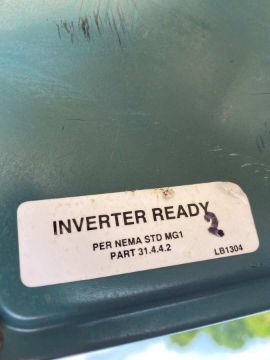 INVERTER READY ?
PER NEMA STD MG1
PART 31.4.4.2
LB1304